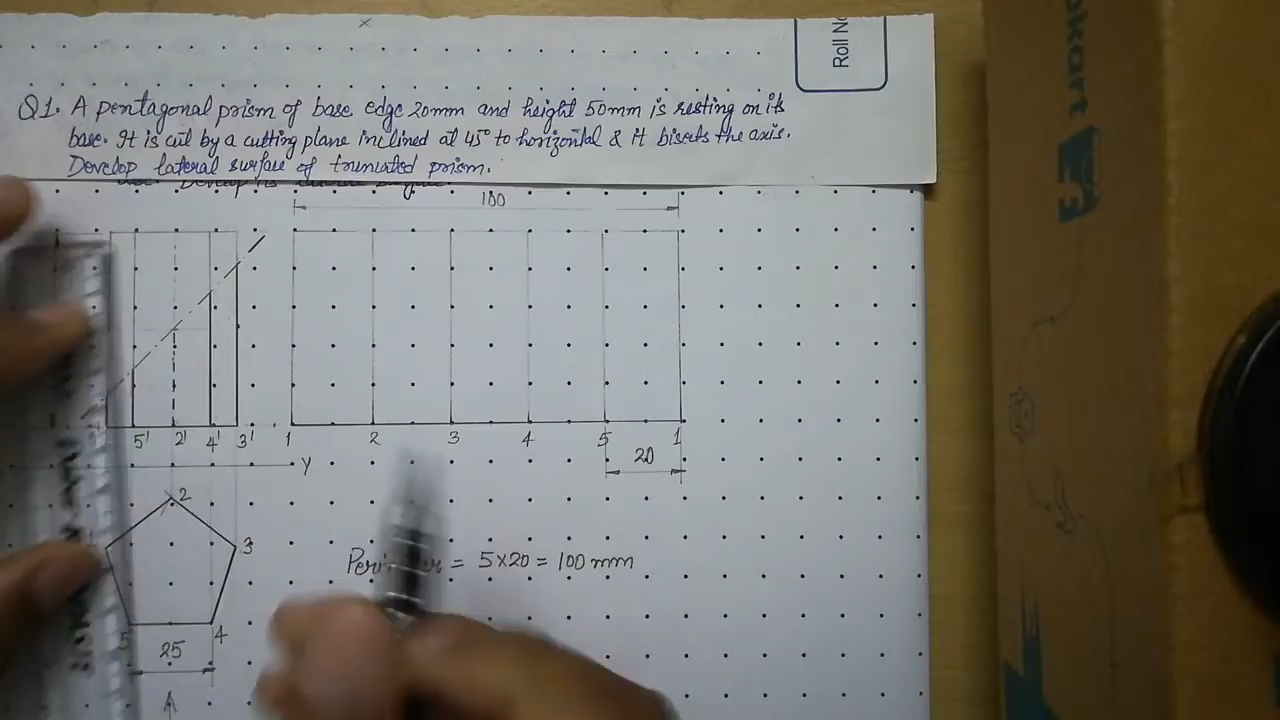 Roll No
okart
Q1. A pentagonal prism of base edge 20mm and height 50mm is resting on its
base. It is cut by a cutting plane inclined at 45° to horizontal & it bisects the axis.
Develop lateral surface of truncated prism.
100
5' 2' 4' 3' 1 2 3 4 5 1
20
Y
2
3
= 5×20 = 100 mm
5 4
25